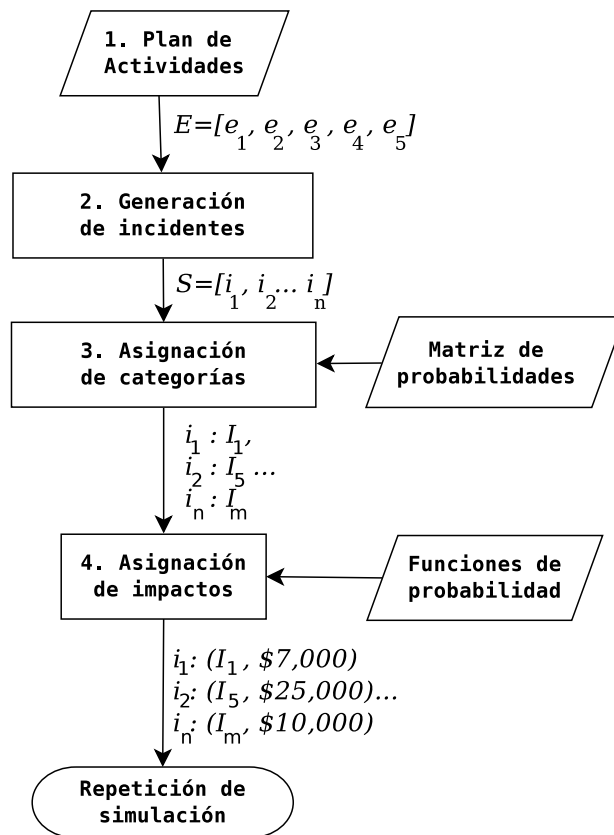 1. Plan de
Actividades
E=[e₁, e₂, e₃, e₄, e₅]
2. Generación
de incidentes
S=[i₁, i₂... iₙ]
3. Asignación
de categorías
Matriz de
probabilidades
i₁ : I₁,
i₂ : I₅ ...
iₙ : Iₘ
4. Asignación
de impactos
Funciones de
probabilidad
i₁: (I₁, $7,000)
i₂: (I₅, $25,000)...
iₙ: (Iₘ, $10,000)
Repetición de
simulación